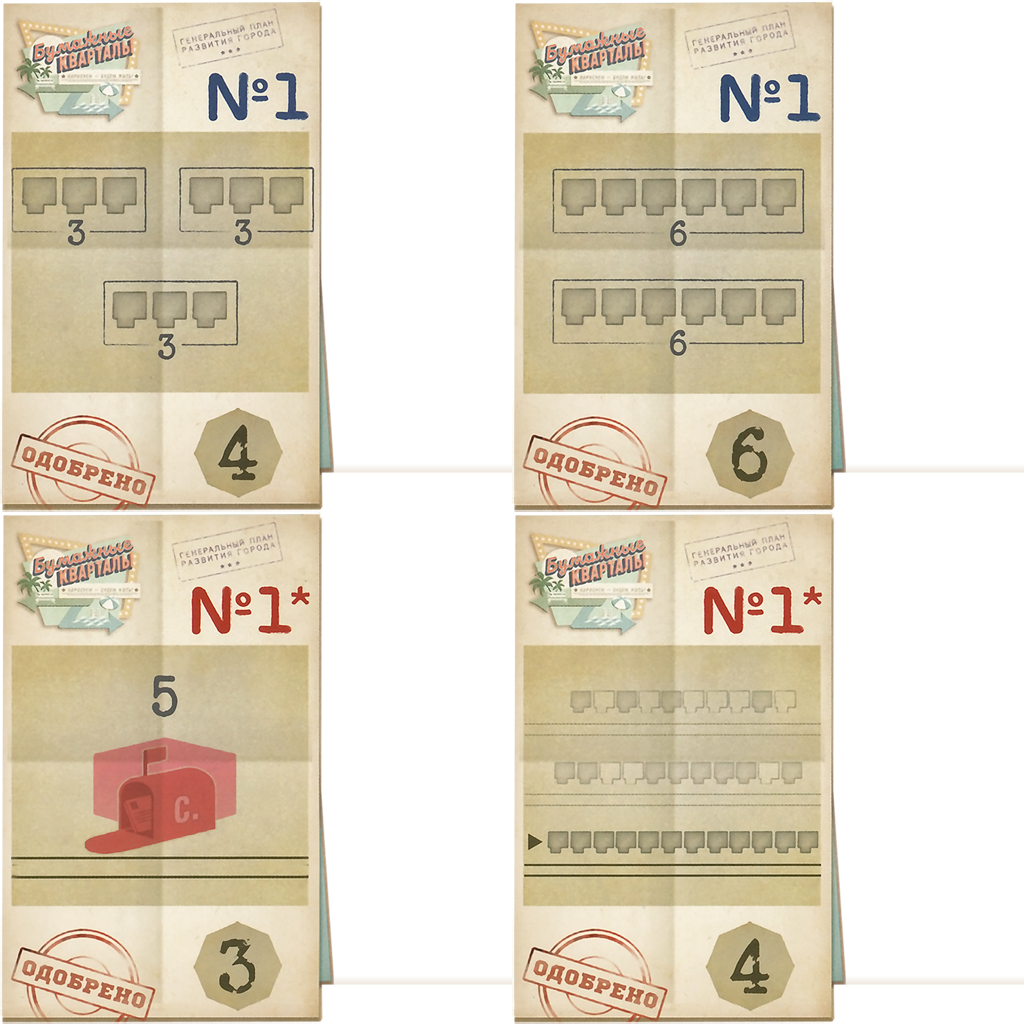 Бумажные
КВАРТАЛЫ
ГЕНЕРАЛЬНЫЙ ПЛАН
РАЗВИТИЯ ГОРОДА
№1
3
3
3
ОДОБРЕНО
4
Бумажные
КВАРТАЛЫ
ГЕНЕРАЛЬНЫЙ ПЛАН
РАЗВИТИЯ ГОРОДА
№1
6
6
ОДОБРЕНО
6
Бумажные
КВАРТАЛЫ
ГЕНЕРАЛЬНЫЙ ПЛАН
РАЗВИТИЯ ГОРОДА
№1*
5
С.
ОДОБРЕНО
3
Бумажные
КВАРТАЛЫ
ГЕНЕРАЛЬНЫЙ ПЛАН
РАЗВИТИЯ ГОРОДА
№1*
ОДОБРЕНО
4